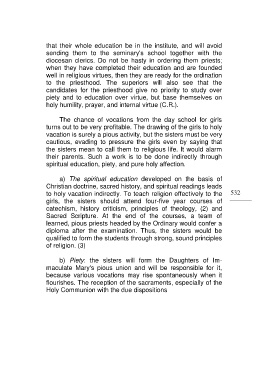 that their whole education be in the institute, and will avoid
sending them to the seminary's school together with the
diocesan clerics. Do not be hasty in ordering them priests;
when they have completed their education and are founded
well in religious virtues, then they are ready for the ordination
to the priesthood. The superiors will also see that the
candidates for the priesthood give no priority to study over
piety and to education over virtue, but base themselves on
holy humility, prayer, and internal virtue (C.R.).
The chance of vocations from the day school for girls
turns out to be very profitable. The drawing of the girls to holy
vacation is surely a pious activity, but the sisters must be very
cautious, evading to pressure the girls even by saying that
the sisters mean to call them to religious life. It would alarm
their parents. Such a work is to be done indirectly through
spiritual education, piety, and pure holy affection.
a) The spiritual education developed on the basis of
Christian doctrine, sacred history, and spiritual readings leads
to holy vacation indirectly. To teach religion effectively to the
girls, the sisters should attend four-five year courses of
catechism, history criticism, principles of theology, (2) and
Sacred Scripture. At the end of the courses, a team of
learned, pious priests headed by the Ordinary would confer a
diploma after the examination. Thus, the sisters would be
qualified to form the students through strong, sound principles
of religion. (3)
532
b) Piety: the sisters will form the Daughters of Im-
maculate Mary's pious union and will be responsible for it,
because various vocations may rise spontaneously when it
flourishes. The reception of the sacraments, especially of the
Holy Communion with the due dispositions